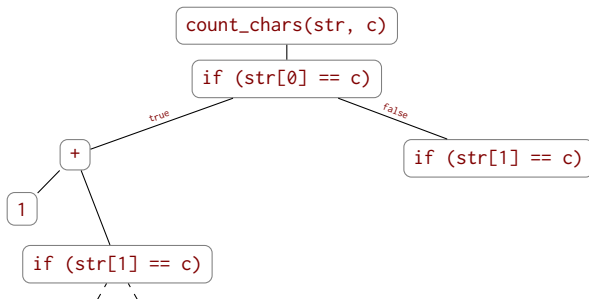 count_chars(str, c)
if (str[0] == c)
true
false
+
if (str[1] == c)
1
if (str[1] == c)